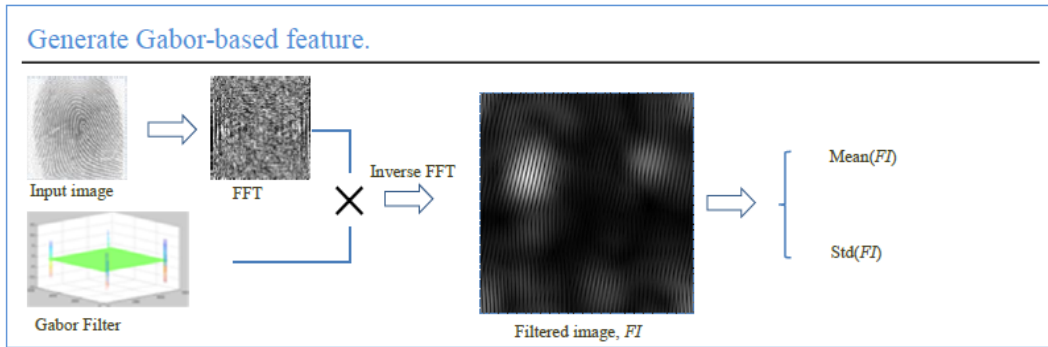 Generate Gabor-based feature.
Input image
FFT
Inverse FFT
Gabor Filter
Filtered image, FI
Mean(FI)
Std(FI)